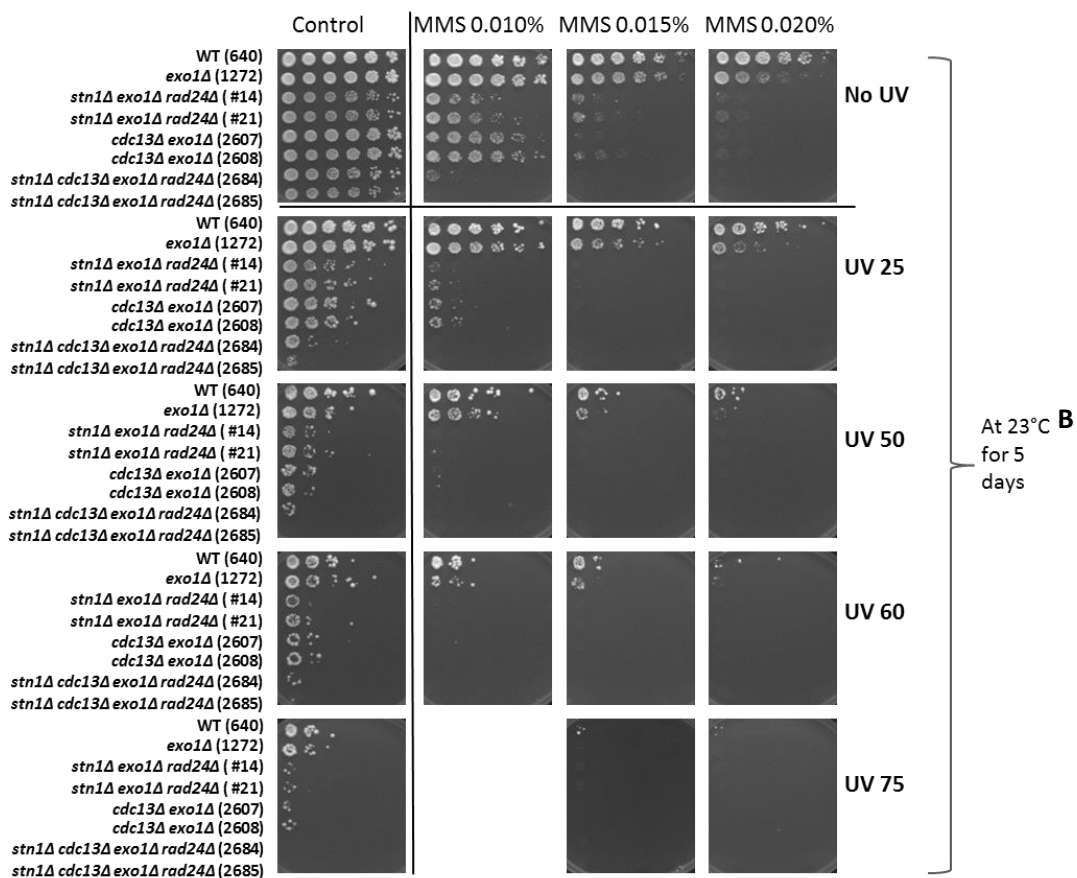 Control MMS 0.010% MMS 0.015% MMS 0.020%
WT (640)
exo1Δ (1272)
stn1Δ exo1Δ rad24Δ ( #14)
stn1Δ exo1Δ rad24Δ ( #21)
cdc13Δ exo1Δ (2607)
cdc13Δ exo1Δ (2608)
stn1Δ cdc13Δ exo1Δ rad24Δ (2684)
stn1Δ cdc13Δ exo1Δ rad24Δ (2685)
No UV
WT (640)
exo1Δ (1272)
stn1Δ exo1Δ rad24Δ ( #14)
stn1Δ exo1Δ rad24Δ ( #21)
cdc13Δ exo1Δ (2607)
cdc13Δ exo1Δ (2608)
stn1Δ cdc13Δ exo1Δ rad24Δ (2684)
stn1Δ cdc13Δ exo1Δ rad24Δ (2685)
UV 25
WT (640)
exo1Δ (1272)
stn1Δ exo1Δ rad24Δ ( #14)
stn1Δ exo1Δ rad24Δ ( #21)
cdc13Δ exo1Δ (2607)
cdc13Δ exo1Δ (2608)
stn1Δ cdc13Δ exo1Δ rad24Δ (2684)
stn1Δ cdc13Δ exo1Δ rad24Δ (2685)
UV 50
WT (640)
exo1Δ (1272)
stn1Δ exo1Δ rad24Δ ( #14)
stn1Δ exo1Δ rad24Δ ( #21)
cdc13Δ exo1Δ (2607)
cdc13Δ exo1Δ (2608)
stn1Δ cdc13Δ exo1Δ rad24Δ (2684)
stn1Δ cdc13Δ exo1Δ rad24Δ (2685)
UV 60
WT (640)
exo1Δ (1272)
stn1Δ exo1Δ rad24Δ ( #14)
stn1Δ exo1Δ rad24Δ ( #21)
cdc13Δ exo1Δ (2607)
cdc13Δ exo1Δ (2608)
stn1Δ cdc13Δ exo1Δ rad24Δ (2684)
stn1Δ cdc13Δ exo1Δ rad24Δ (2685)
UV 75
At 23°C
for 5
days
B